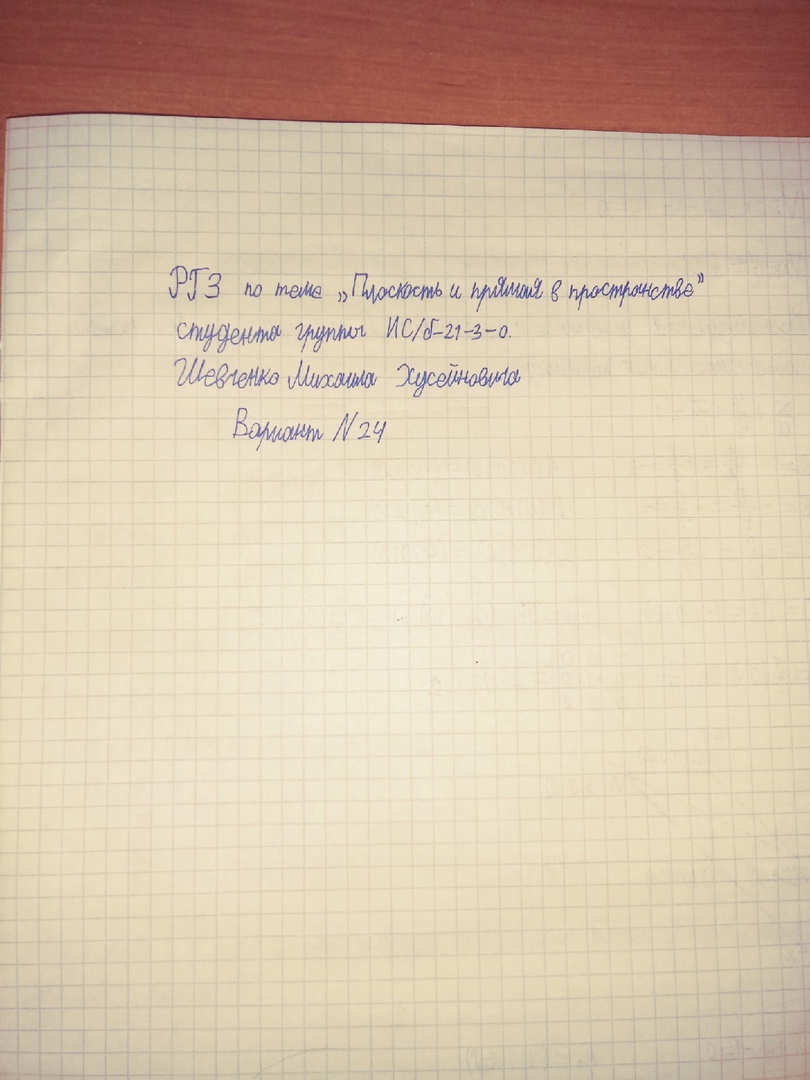 РГЗ по теме „Плоскость и прямая в пространстве”
студента группы ИС/б-21-3-о.
Шевченко Михаила Хусейновича
Вариант N 24